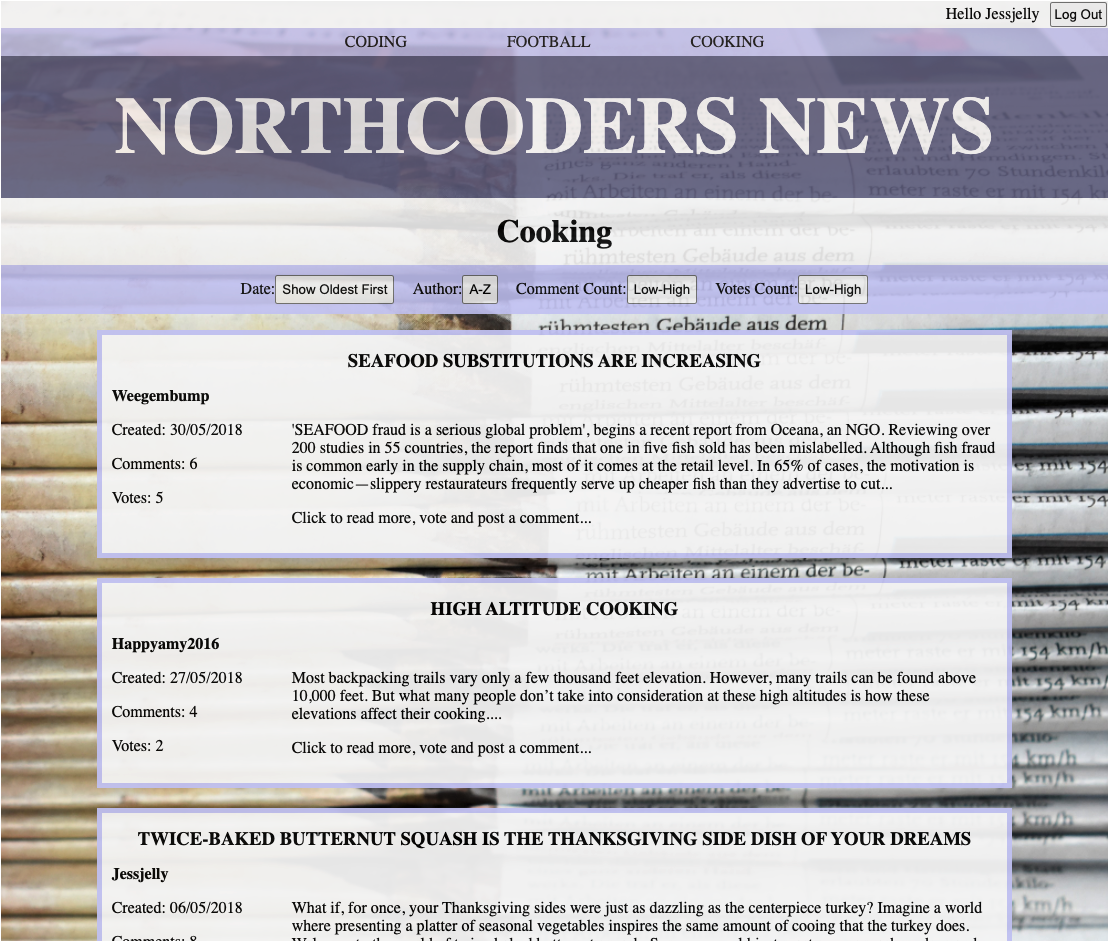 Hello Jessjelly Log Out
CODING FOOTBALL COOKING
NORTHCODERS NEWS
Cooking
Date: Show Oldest First Author: A-Z Comment Count: Low-High Votes Count: Low-High
rühmtesten Gebäude aus dem
SEAFOOD SUBSTITUTIONS ARE INCREASING
Weegembump
Created: 30/05/2018
Comments: 6
Votes: 5
'SEAFOOD fraud is a serious global problem', begins a recent report from Oceana, an NGO. Reviewing over
200 studies in 55 countries, the report finds that one in five fish sold has been mislabelled. Although fish fraud
is common early in the supply chain, most of it comes at the retail level. In 65% of cases, the motivation is
economic—slippery restaurateurs frequently serve up cheaper fish than they advertise to cut...
Click to read more, vote and post a comment...
mit Arbeiten an einem der be-
HIGH ALTITUDE COOKING
Happyamy2016
Created: 27/05/2018
Comments: 4
Votes: 2
Most backpacking trails vary only a few thousand feet elevation. However, many trails can be found above
10,000 feet. But what many people don’t take into consideration at these high altitudes is how these
elevations affect their cooking....
Click to read more, vote and post a comment...
TWICE-BAKED BUTTERNUT SQUASH IS THE THANKSGIVING SIDE DISH OF YOUR DREAMS
Jessjelly
Created: 06/05/2018
Comments: 8
What if, for once, your Thanksgiving sides were just as dazzling as the centerpiece turkey? Imagine a world
where presenting a platter of seasonal vegetables inspires the same amount of cooing that the turkey does.